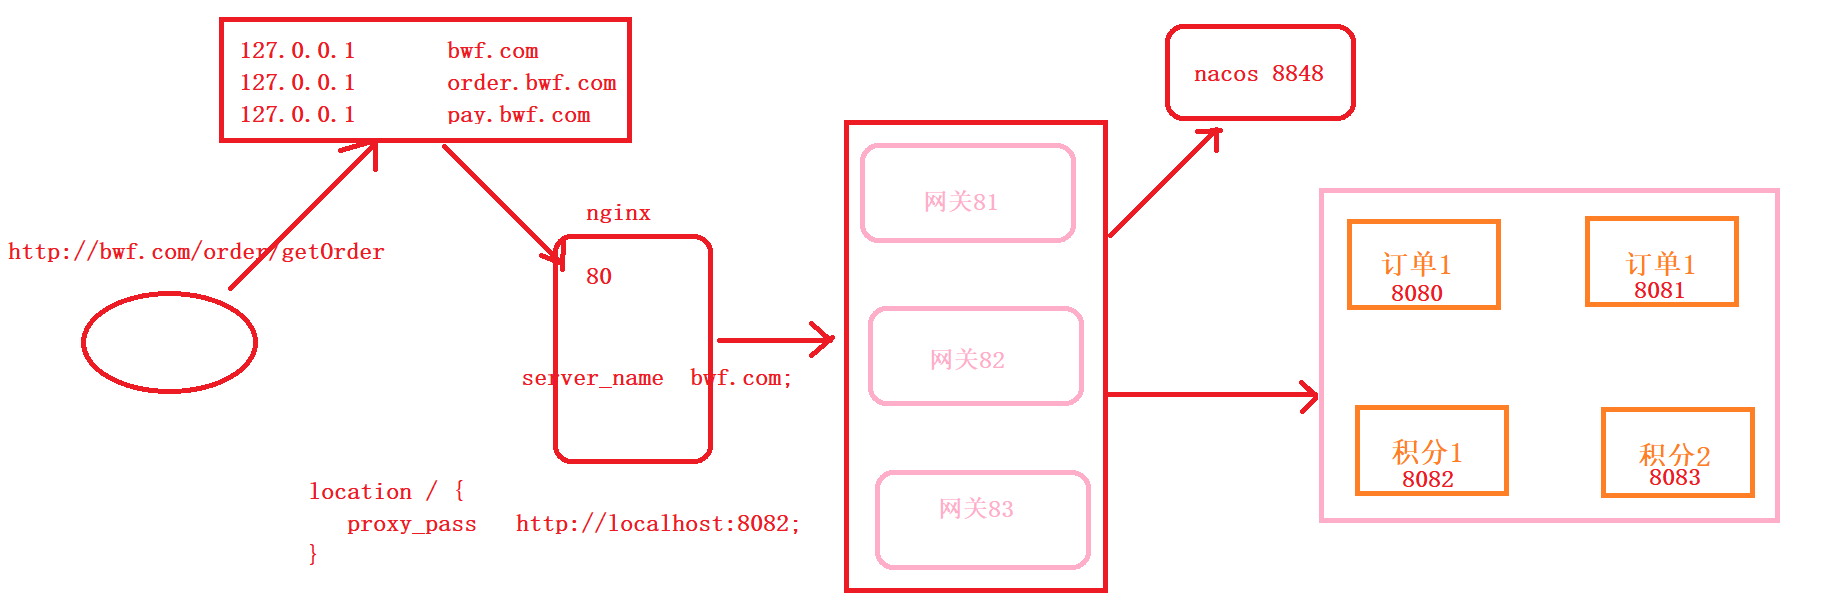 127.0.0.1 bwf.com
127.0.0.1 order.bwf.com
127.0.0.1 pay.bwf.com
http://bwf.com/order/getOrder
nginx
80
server_name bwf.com;
location / {
proxy_pass http://localhost:8082;
}
网关81
网关82
网关83
nacos 8848
订单1
8080
订单1
8081
积分1
8082
积分2
8083